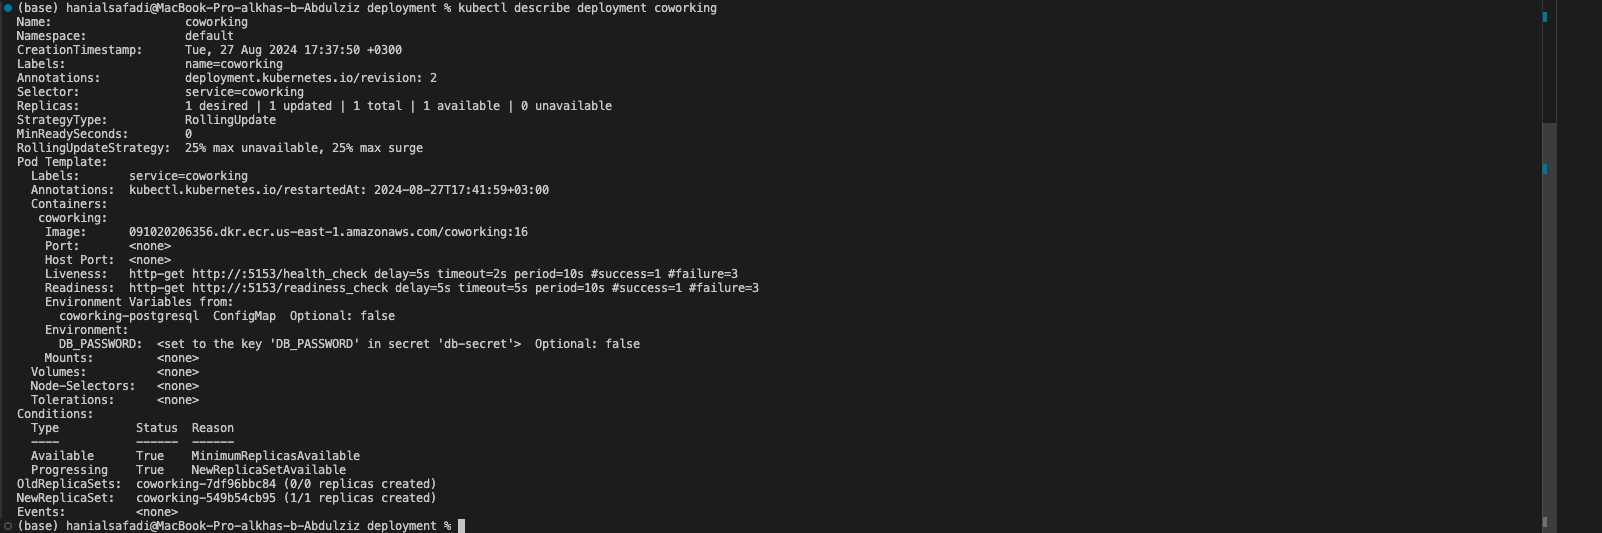 (base) hanialsafadi@MacBook-Pro-alkhas-b-Abdulziz deployment % kubectl describe deployment coworking
Name:                   coworking
Namespace:              default
CreationTimestamp:      Tue, 27 Aug 2024 17:37:50 +0300
Labels:                 name=coworking
Annotations:            deployment.kubernetes.io/revision: 2
Selector:               service=coworking
Replicas:               1 desired | 1 updated | 1 total | 1 available | 0 unavailable
StrategyType:           RollingUpdate
MinReadySeconds:        0
RollingUpdateStrategy:  25% max unavailable, 25% max surge
Pod Template:
  Labels:       service=coworking
  Annotations:  kubectl.kubernetes.io/restartedAt: 2024-08-27T17:41:59+03:00
  Containers:
   coworking:
    Image:      091020206356.dkr.ecr.us-east-1.amazonaws.com/coworking:16
    Port:       <none>
    Host Port:  <none>
    Liveness:   http-get http://:5153/health_check delay=5s timeout=2s period=10s #success=1 #failure=3
    Readiness:  http-get http://:5153/readiness_check delay=5s timeout=5s period=10s #success=1 #failure=3
    Environment Variables from:
      coworking-postgresql  ConfigMap  Optional: false
    Environment:
      DB_PASSWORD:  <set to the key 'DB_PASSWORD' in secret 'db-secret'>  Optional: false
    Mounts:         <none>
  Volumes:          <none>
  Node-Selectors:   <none>
  Tolerations:      <none>
Conditions:
  Type           Status  Reason
  ----           ------  ------
  Available      True    MinimumReplicasAvailable
  Progressing    True    NewReplicaSetAvailable
OldReplicaSets:  coworking-7df96bbc84 (0/0 replicas created)
NewReplicaSet:   coworking-549b54cb95 (1/1 replicas created)
Events:          <none>
(base) hanialsafadi@MacBook-Pro-alkhas-b-Abdulziz deployment %